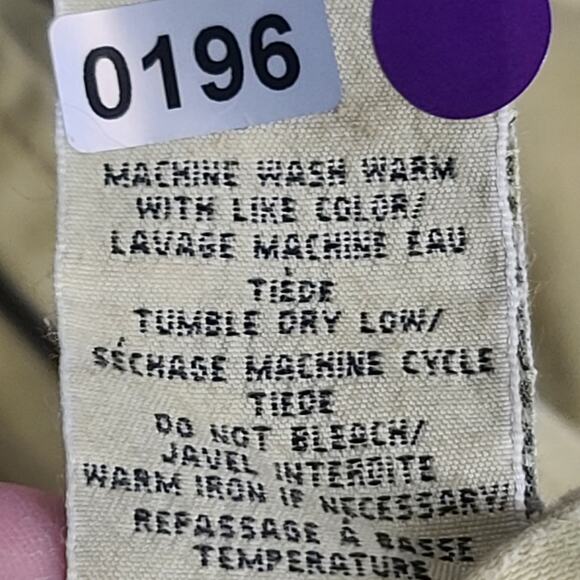 0196
MACHINE WASH WARM
WITH LIKE COLOR/
LAVAGE MACHINE EAU
TIÈDE
TUMBLE DRY LOW/
SÉCHAGE MACHINE CYCLE
TIEDE
DO NOT BLEACH/
JAVEL INTERDITE
WARM IRON IF NECESSARY/
REPASSAGE À BASSE
TEMPERATURE